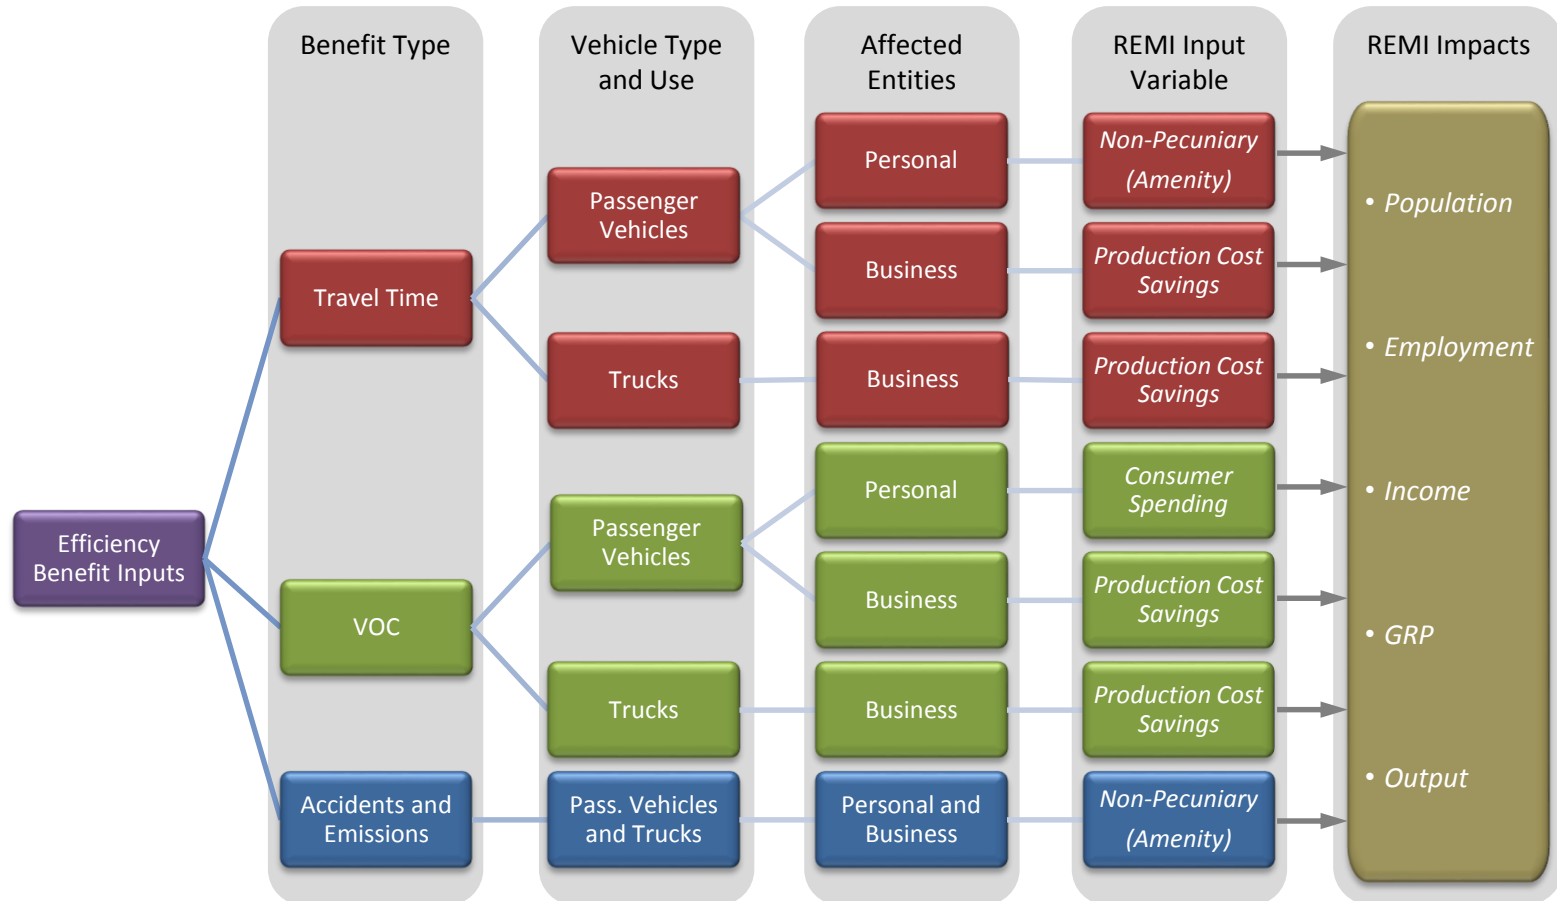 Benefit Type
Vehicle Type
and Use
Affected
Entities
REMI Input
Variable
REMI Impacts
Efficiency
Benefit Inputs
Travel Time
Passenger
Vehicles
Personal
Non-Pecuniary
(Amenity)
Business
Production Cost
Savings
Trucks
Business
Production Cost
Savings
VOC
Passenger
Vehicles
Personal
Consumer
Spending
Business
Production Cost
Savings
Trucks
Business
Production Cost
Savings
Accidents and
Emissions
Pass. Vehicles
and Trucks
Personal and
Business
Non-Pecuniary
(Amenity)
• Population
• Employment
• Income
• GRP
• Output